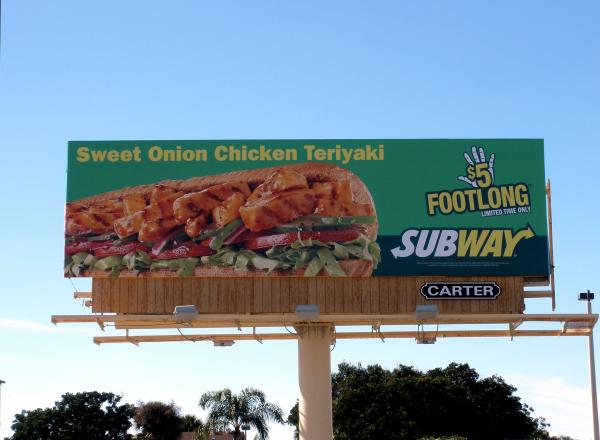 Sweet Onion Chicken Teriyaki
$5
FOOTLONG
LIMITED TIME ONLY
SUBWAY
CARTER